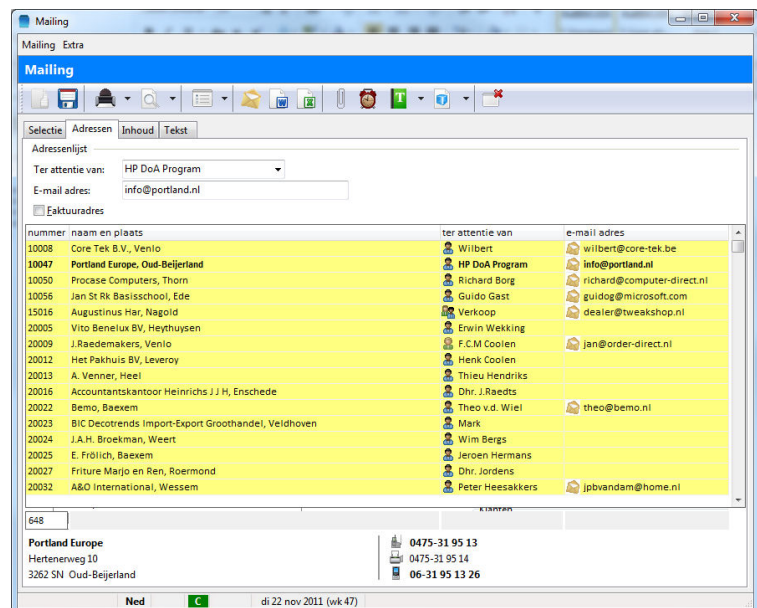 Mailing
Mailing Extra
Mailing
Selectie Adressen Inhoud Tekst
Adressenlijst
Ter attentie van: HP DoA Program
E-mail adres: info@portland.nl
Faktuuradres
nummer naam en plaats ter attentie van e-mail adres
10008 Core Tek B.V., Venlo Wilbert wilbert@core-tek.be
10047 Portland Europe, Oud-Beijerland HP DoA Program info@portland.nl
10050 Procase Computers, Thorn Richard Borg richard@computer-direct.nl
10056 Jan St Rk Basisschool, Ede Guido Gast guidog@microsoft.com
15016 Augustinus Har, Nagold Verkoop dealer@tweakshop.nl
20005 Vito Benelux BV, Heythuysen Erwin Wekking
20009 J.Raedemakers, Venlo F.C.M Coolen jan@order-direct.nl
20012 Het Pakhuis BV, Leveroy Henk Coolen
20013 A. Venner, Heel Thieu Hendriks
20016 Accountantskantoor Heinrichs J J H, Enschede Dhr. J.Raedts
20022 Bemo, Baexem Theo v.d. Wiel theo@bemo.nl
20023 BIC Decotrends Import-Export Groothandel, Veldhoven Mark
20024 J.A.H. Broekman, Weert Wim Bergs
20025 E. Frölich, Baexem Jeroen Hermans
20027 Friture Marjo en Ren, Roermond Dhr. Jordens
20032 A&O International, Wessem Peter Heesakkers jpbvandam@home.nl
Klanten
648
Portland Europe 0475-31 95 13
Hertenerweg 10 0475-31 95 14
3262 SN Oud-Beijerland 06-31 95 13 26
Ned C di 22 nov 2011 (wk 47)